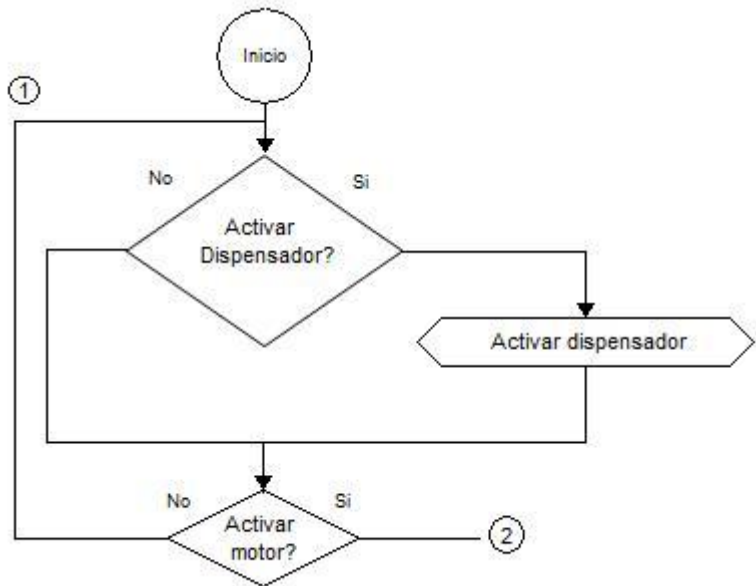 Inicio
1
No
Si
Activar
Dispensador?
Activar dispensador
No
Si
Activar
motor?
2